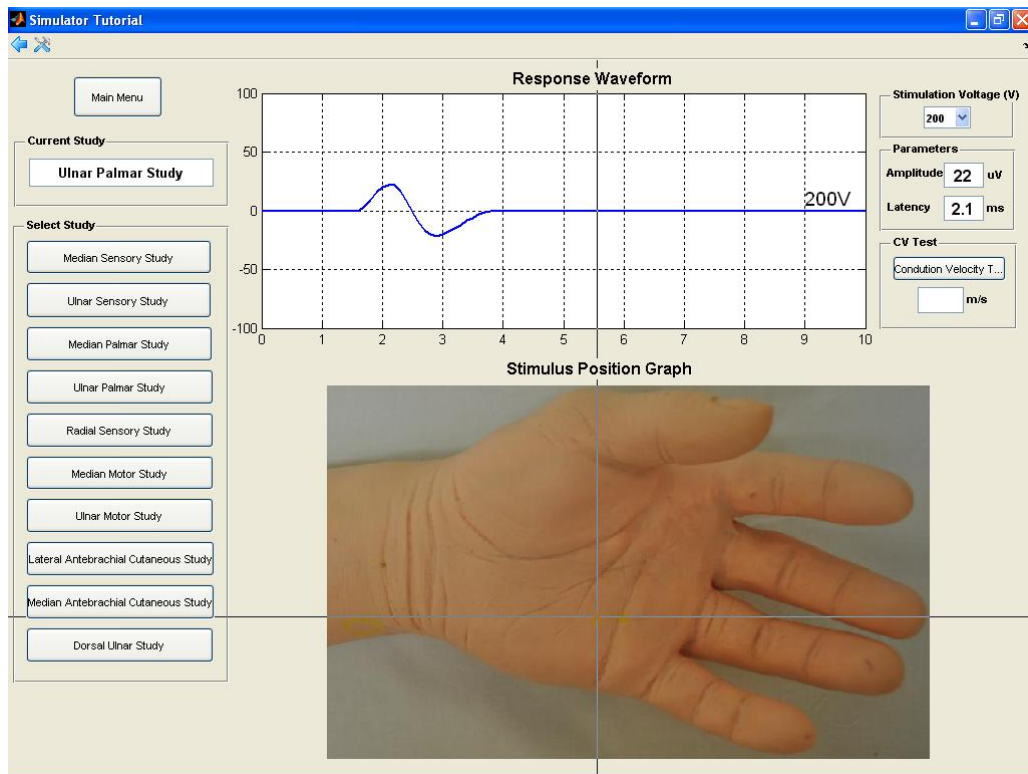 Simulator Tutorial
Main Menu
Current Study
Ulnar Palmar Study
Select Study
Median Sensory Study
Ulnar Sensory Study
Median Palmar Study
Ulnar Palmar Study
Radial Sensory Study
Median Motor Study
Ulnar Motor Study
Lateral Antebrachial Cutaneous Study
Median Antebrachial Cutaneous Study
Dorsal Ulnar Study
Response Waveform
100
50
0
-50
-100
200V
0 1 2 3 4 5 6 7 8 9 10
Stimulus Position Graph
Stimulation Voltage (V)
200
Parameters
Amplitude 22 uV
Latency 2.1 ms
CV Test
Condution Velocity T...
m/s